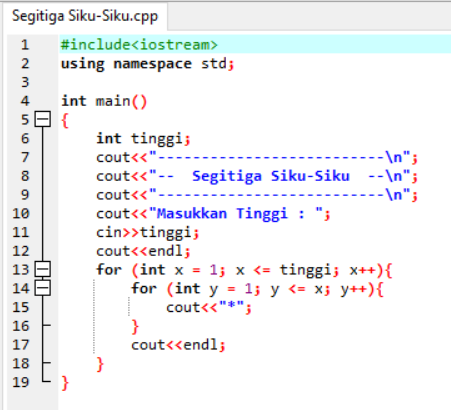 Segitiga Siku-Siku.cpp
1 #include<iostream>
2 using namespace std;
3
4 int main()
5 {
6 int tinggi;
7 cout<<"--------------------------\n";
8 cout<<"--  Segitiga Siku-Siku  --\n";
9 cout<<"--------------------------\n";
10 cout<<"Masukkan Tinggi : ";
11 cin>>tinggi;
12 cout<<endl;
13 for (int x = 1; x <= tinggi; x++){
14 for (int y = 1; y <= x; y++){
15 cout<<"*";
16 }
17 cout<<endl;
18 }
19 }